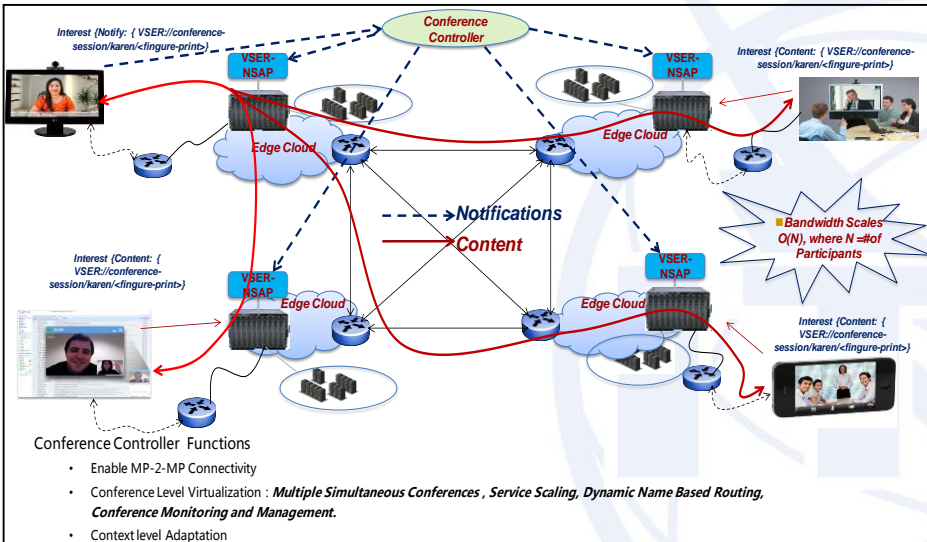 Conference
Controller
Interest {Notify: { VSER://conference-
session/karen/<fingure-print>}
VSER-
NSAP
Edge Cloud
VSER-
NSAP
Edge Cloud
Interest {Content: { VSER://conference-
session/karen/<fingure-print>}
Notifications
Content
Bandwidth Scales
O(N), where N =#of
Participants
Interest {Content: {
VSER://conference-
session/karen/<fingure-print>}
VSER-
NSAP
Edge Cloud
VSER-
NSAP
Edge Cloud
Interest {Content: {
VSER://conference-
session/karen/<fingure-print>}
Conference Controller Functions
• Enable MP-2-MP Connectivity
• Conference Level Virtualization : Multiple Simultaneous Conferences , Service Scaling, Dynamic Name Based Routing,
Conference Monitoring and Management.
• Context level Adaptation